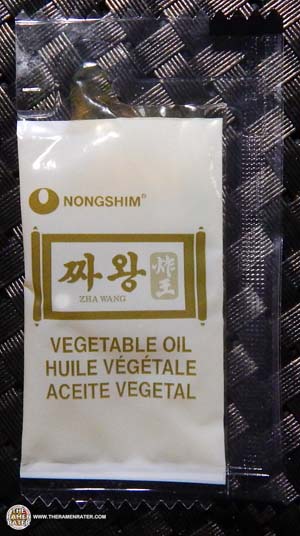 NONGSHIM®
짜왕 炸王
ZHA WANG
VEGETABLE OIL
HUILE VÉGÉTALE
ACEITE VEGETAL
THE RAMEN RATER
WWW.THERAMENRATER.COM